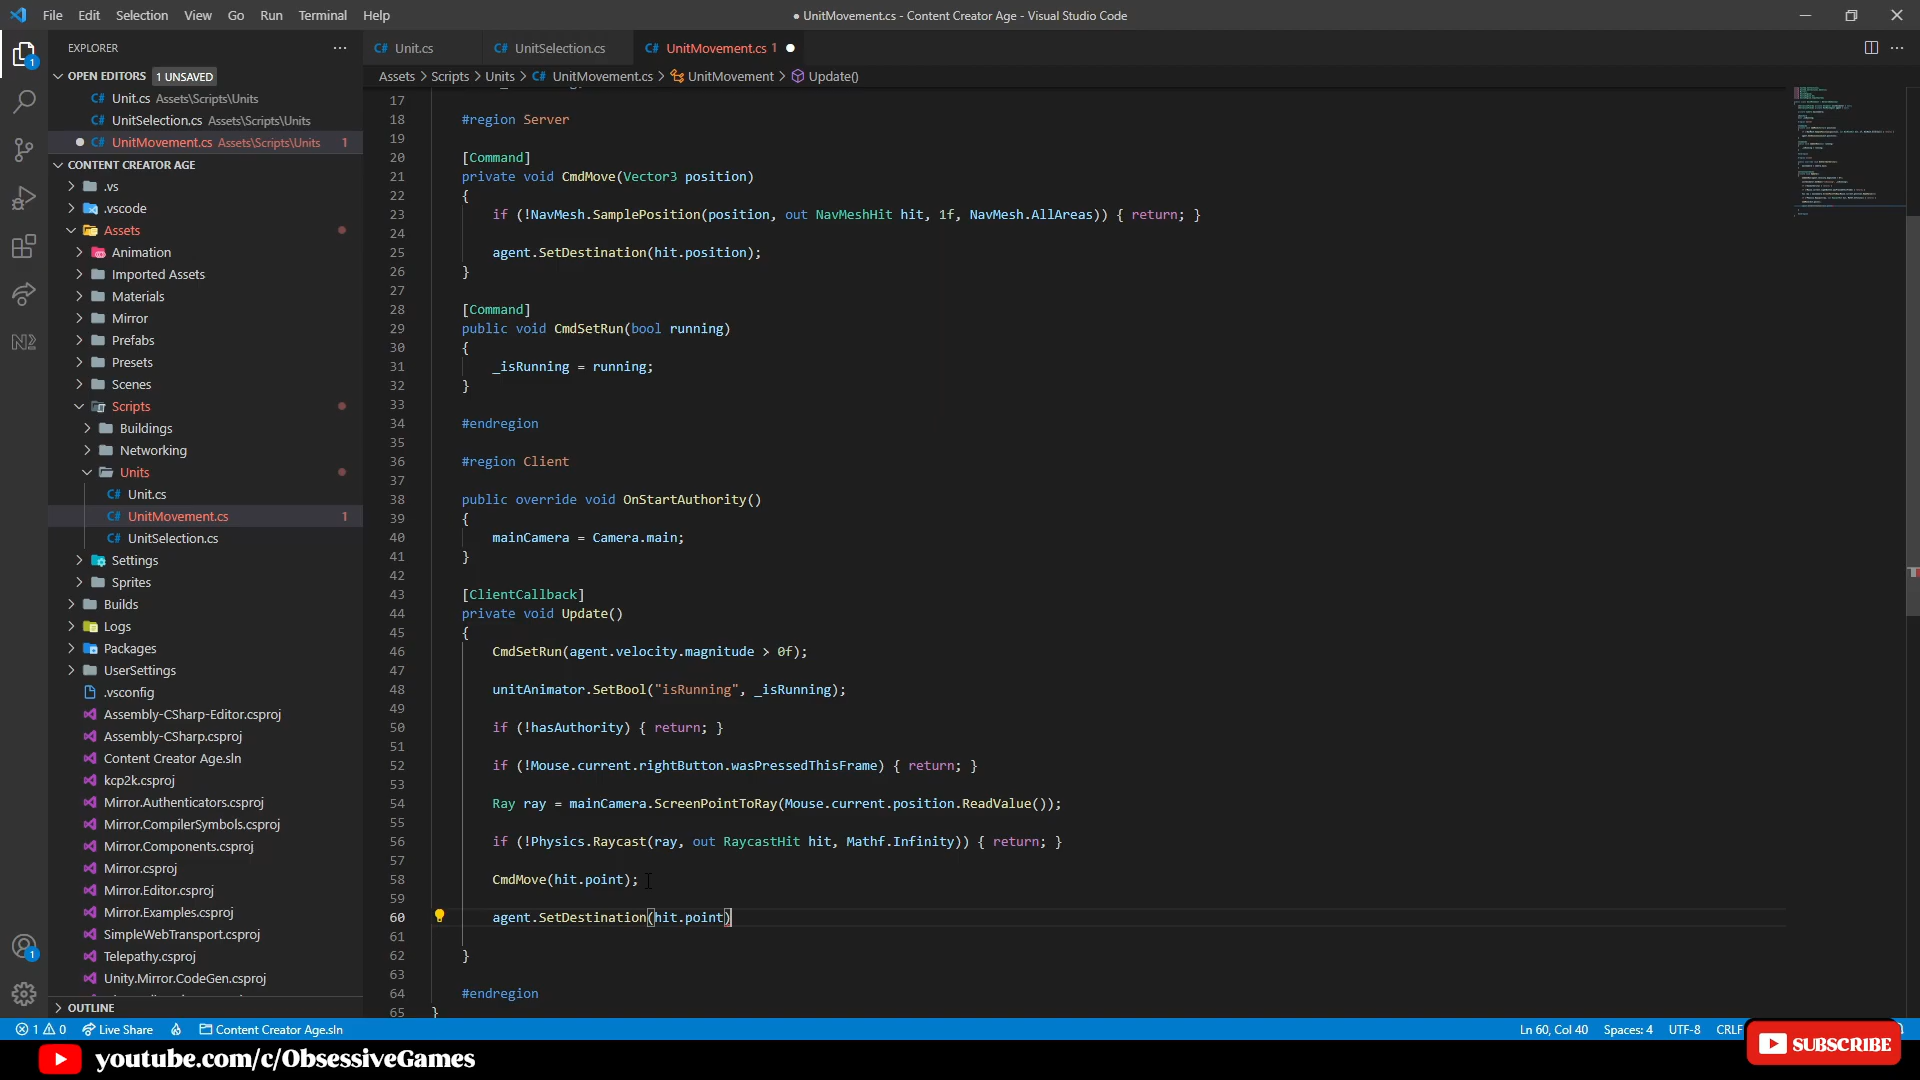 File Edit Selection View Go Run Terminal Help
● UnitMovement.cs - Content Creator Age - Visual Studio Code
EXPLORER
OPEN EDITORS 1 UNSAVED
C# Unit.cs Assets\Scripts\Units
C# UnitSelection.cs Assets\Scripts\Units
C# UnitMovement.cs Assets\Scripts\Units 1
CONTENT CREATOR AGE
.vs
.vscode
Assets
Animation
Imported Assets
Materials
Mirror
Prefabs
Presets
Scenes
Scripts
Buildings
Networking
Units
C# Unit.cs
C# UnitMovement.cs 1
C# UnitSelection.cs
Settings
Sprites
Builds
Logs
Packages
UserSettings
.vsconfig
Assembly-CSharp-Editor.csproj
Assembly-CSharp.csproj
Content Creator Age.sln
kcp2k.csproj
Mirror.Authenticators.csproj
Mirror.CompilerSymbols.csproj
Mirror.Components.csproj
Mirror.csproj
Mirror.Editor.csproj
Mirror.Examples.csproj
SimpleWebTransport.csproj
Telepathy.csproj
Unity.Mirror.CodeGen.csproj
OUTLINE
C# Unit.cs C# UnitSelection.cs C# UnitMovement.cs 1
Assets > Scripts > Units > C# UnitMovement.cs > UnitMovement > Update()
17
18 #region Server
19
20 [Command]
21 private void CmdMove(Vector3 position)
22 {
23 if (!NavMesh.SamplePosition(position, out NavMeshHit hit, 1f, NavMesh.AllAreas)) { return; }
24
25 agent.SetDestination(hit.position);
26 }
27
28 [Command]
29 public void CmdSetRun(bool running)
30 {
31 _isRunning = running;
32 }
33
34 #endregion
35
36 #region Client
37
38 public override void OnStartAuthority()
39 {
40 mainCamera = Camera.main;
41 }
42
43 [ClientCallback]
44 private void Update()
45 {
46 CmdSetRun(agent.velocity.magnitude > 0f);
47
48 unitAnimator.SetBool("isRunning", _isRunning);
49
50 if (!hasAuthority) { return; }
51
52 if (!Mouse.current.rightButton.wasPressedThisFrame) { return; }
53
54 Ray ray = mainCamera.ScreenPointToRay(Mouse.current.position.ReadValue());
55
56 if (!Physics.Raycast(ray, out RaycastHit hit, Mathf.Infinity)) { return; }
57
58 CmdMove(hit.point);
59
60 agent.SetDestination(hit.point)
61
62 }
63
64 #endregion
65 }
1 0 Live Share Content Creator Age.sln Ln 60, Col 40 Spaces: 4 UTF-8 CRLF
youtube.com/c/ObsessiveGames
SUBSCRIBE